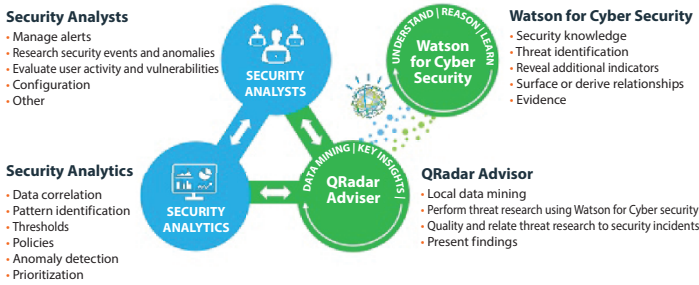 Security Analysts
• Manage alerts
• Research security events and anomalies
• Evaluate user activity and vulnerabilities
• Configuration
• Other
SECURITY
ANALYSTS
UNDERSTAND | REASON | LEARN
Watson
for Cyber
Security
Watson for Cyber Security
• Security knowledge
• Threat identification
• Reveal additional indicators
• Surface or derive relationships
• Evidence
Security Analytics
• Data correlation
• Pattern identification
• Thresholds
• Policies
• Anomaly detection
• Prioritization
SECURITY
ANALYTICS
DATA MINING | KEY INSIGHTS |
QRadar
Adviser
QRadar Advisor
• Local data mining
• Perform threat research using Watson for Cyber security
• Quality and relate threat research to security incidents
• Present findings